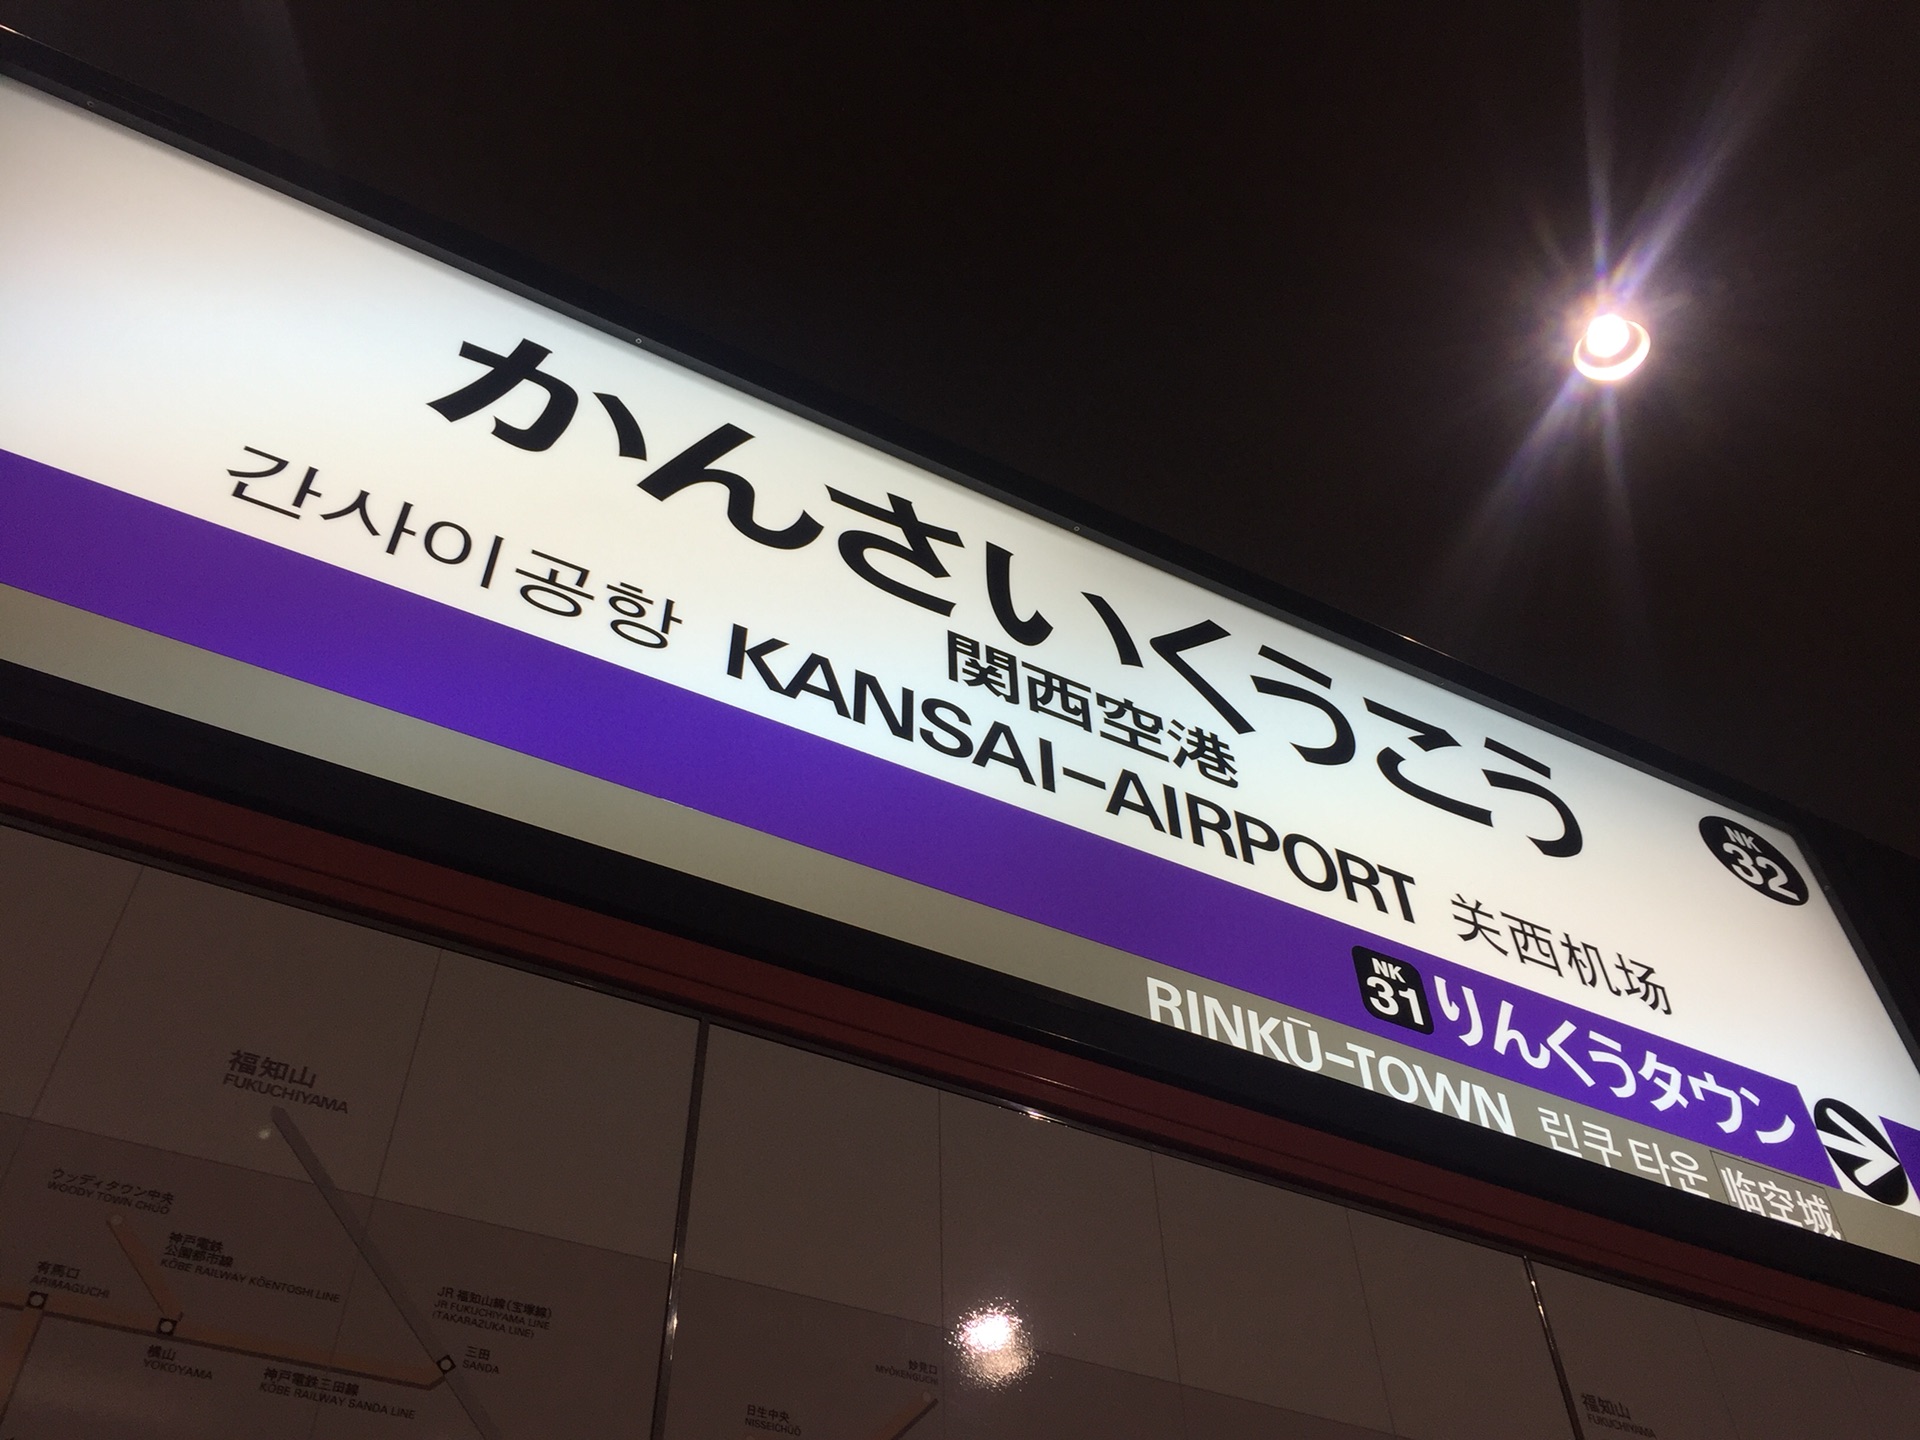 かんさいくうこう
関西空港
간사이공항 KANSAI-AIRPORT 关西机场
NK
32
NK
31
りんくうタウン
RINKŪ-TOWN 린쿠 타운 临空城
福知山
FUKUCHIYAMA
ウッディタウン中央
WOODY TOWN CHŪŌ
神戸電鉄
公園都市線
KŌBE RAILWAY KŌENTOSHI LINE
有馬口
ARIMAGUCHI
JR 福知山線(宝塚線)
JR FUKUCHIYAMA LINE
(TAKARAZUKA LINE)
横山
YOKOYAMA
三田
SANDA
神戸電鉄三田線
KŌBE RAILWAY SANDA LINE
妙見口
MYŌKENGUCHI
日生中央
NISSEICHŪŌ
福知山
FUKUCHIYAMA